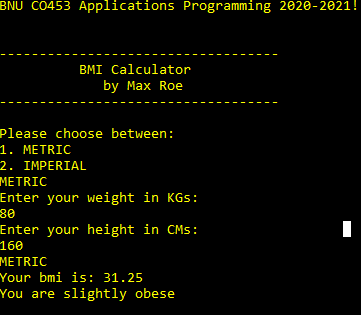 BNU CO453 Applications Programming 2020-2021!
----------------------------------
BMI Calculator
by Max Roe
----------------------------------
Please choose between:
1. METRIC
2. IMPERIAL
METRIC
Enter your weight in KGs:
80
Enter your height in CMs:
160
METRIC
Your bmi is: 31.25
You are slightly obese